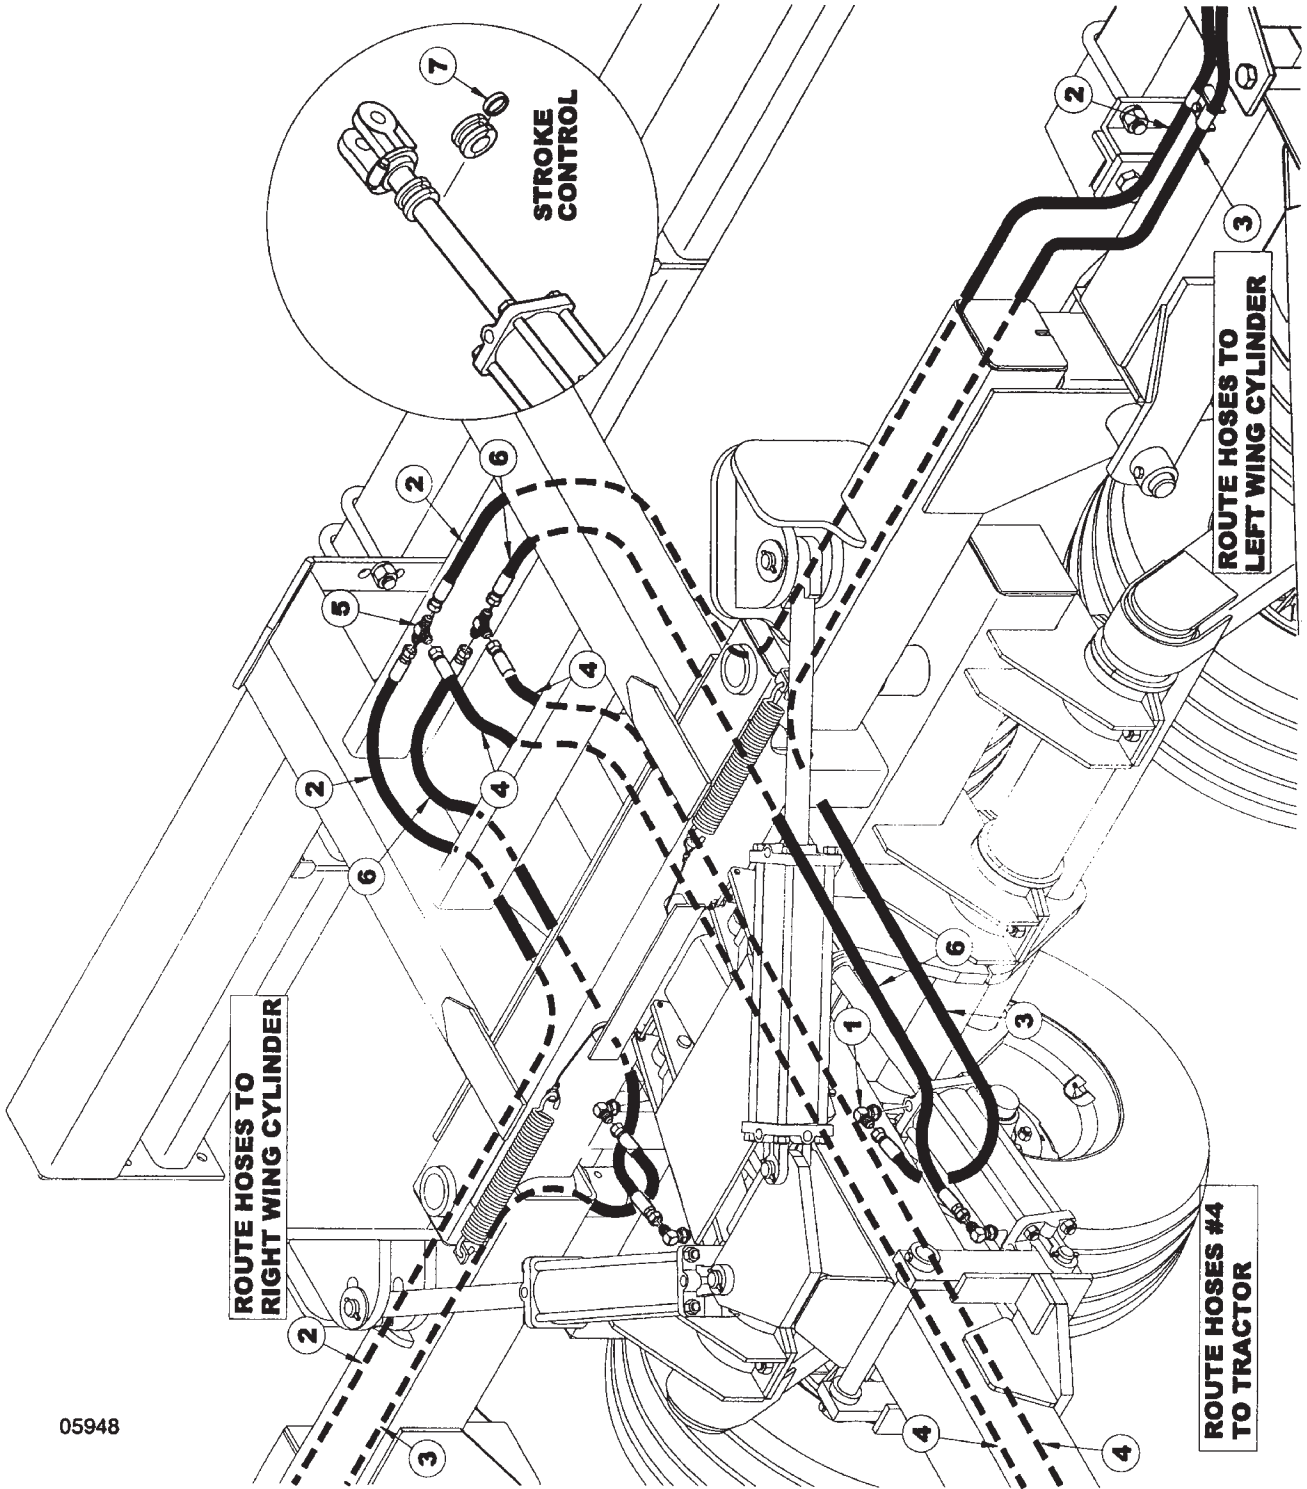 7
STROKE
CONTROL
2
3
ROUTE HOSES TO
LEFT WING CYLINDER
6
2
5
4
2
4
6
6
3
1
ROUTE HOSES TO
RIGHT WING CYLINDER
2
3
4
4
ROUTE HOSES #4
TO TRACTOR
05948